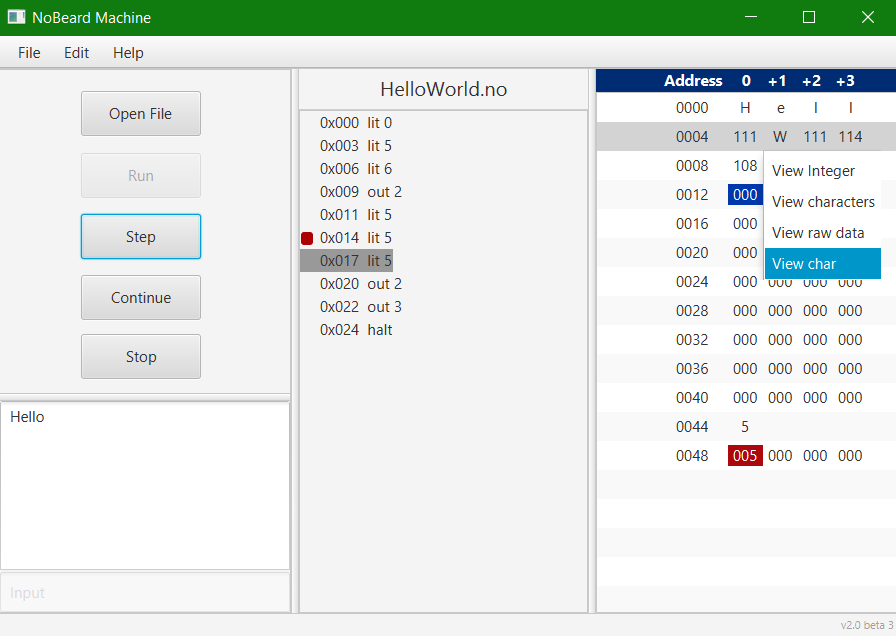 NoBeard Machine
File Edit Help
Open File
Run
Step
Continue
Stop
Hello
Input
HelloWorld.no
0x000 lit 0
0x003 lit 5
0x006 lit 6
0x009 out 2
0x011 lit 5
0x014 lit 5
0x017 lit 5
0x020 out 2
0x022 out 3
0x024 halt
Address 0 +1 +2 +3
0000 H e l l
0004 111 W 111 114
0008 108
0012 000
0016 000
0020 000
0024 000 000 000 000
0028 000 000 000 000
0032 000 000 000 000
0036 000 000 000 000
0040 000 000 000 000
0044 5
0048 005 000 000 000
View Integer
View characters
View raw data
View char
v2.0 beta 3